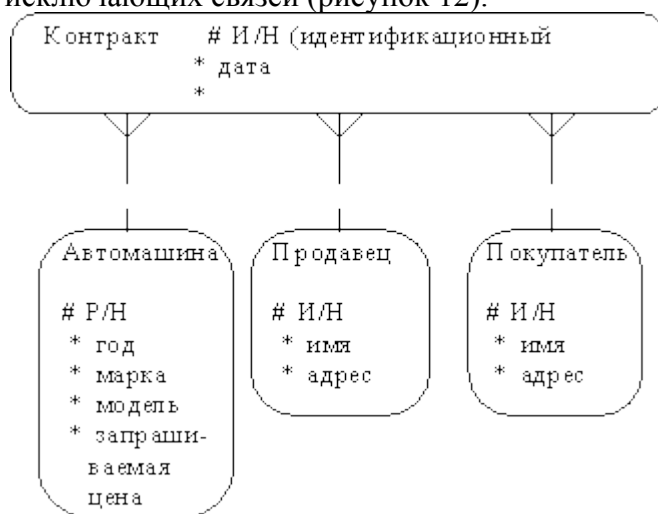 исключающих связей (рисунок 12).
Контракт # И/Н (идентификационный
* дата
*
Автомашина
# Р/Н
* год
* марка
* модель
* запраши-
ваемая
цена
Продавец
# И/Н
* имя
* адрес
Покупатель
# И/Н
* имя
* адрес